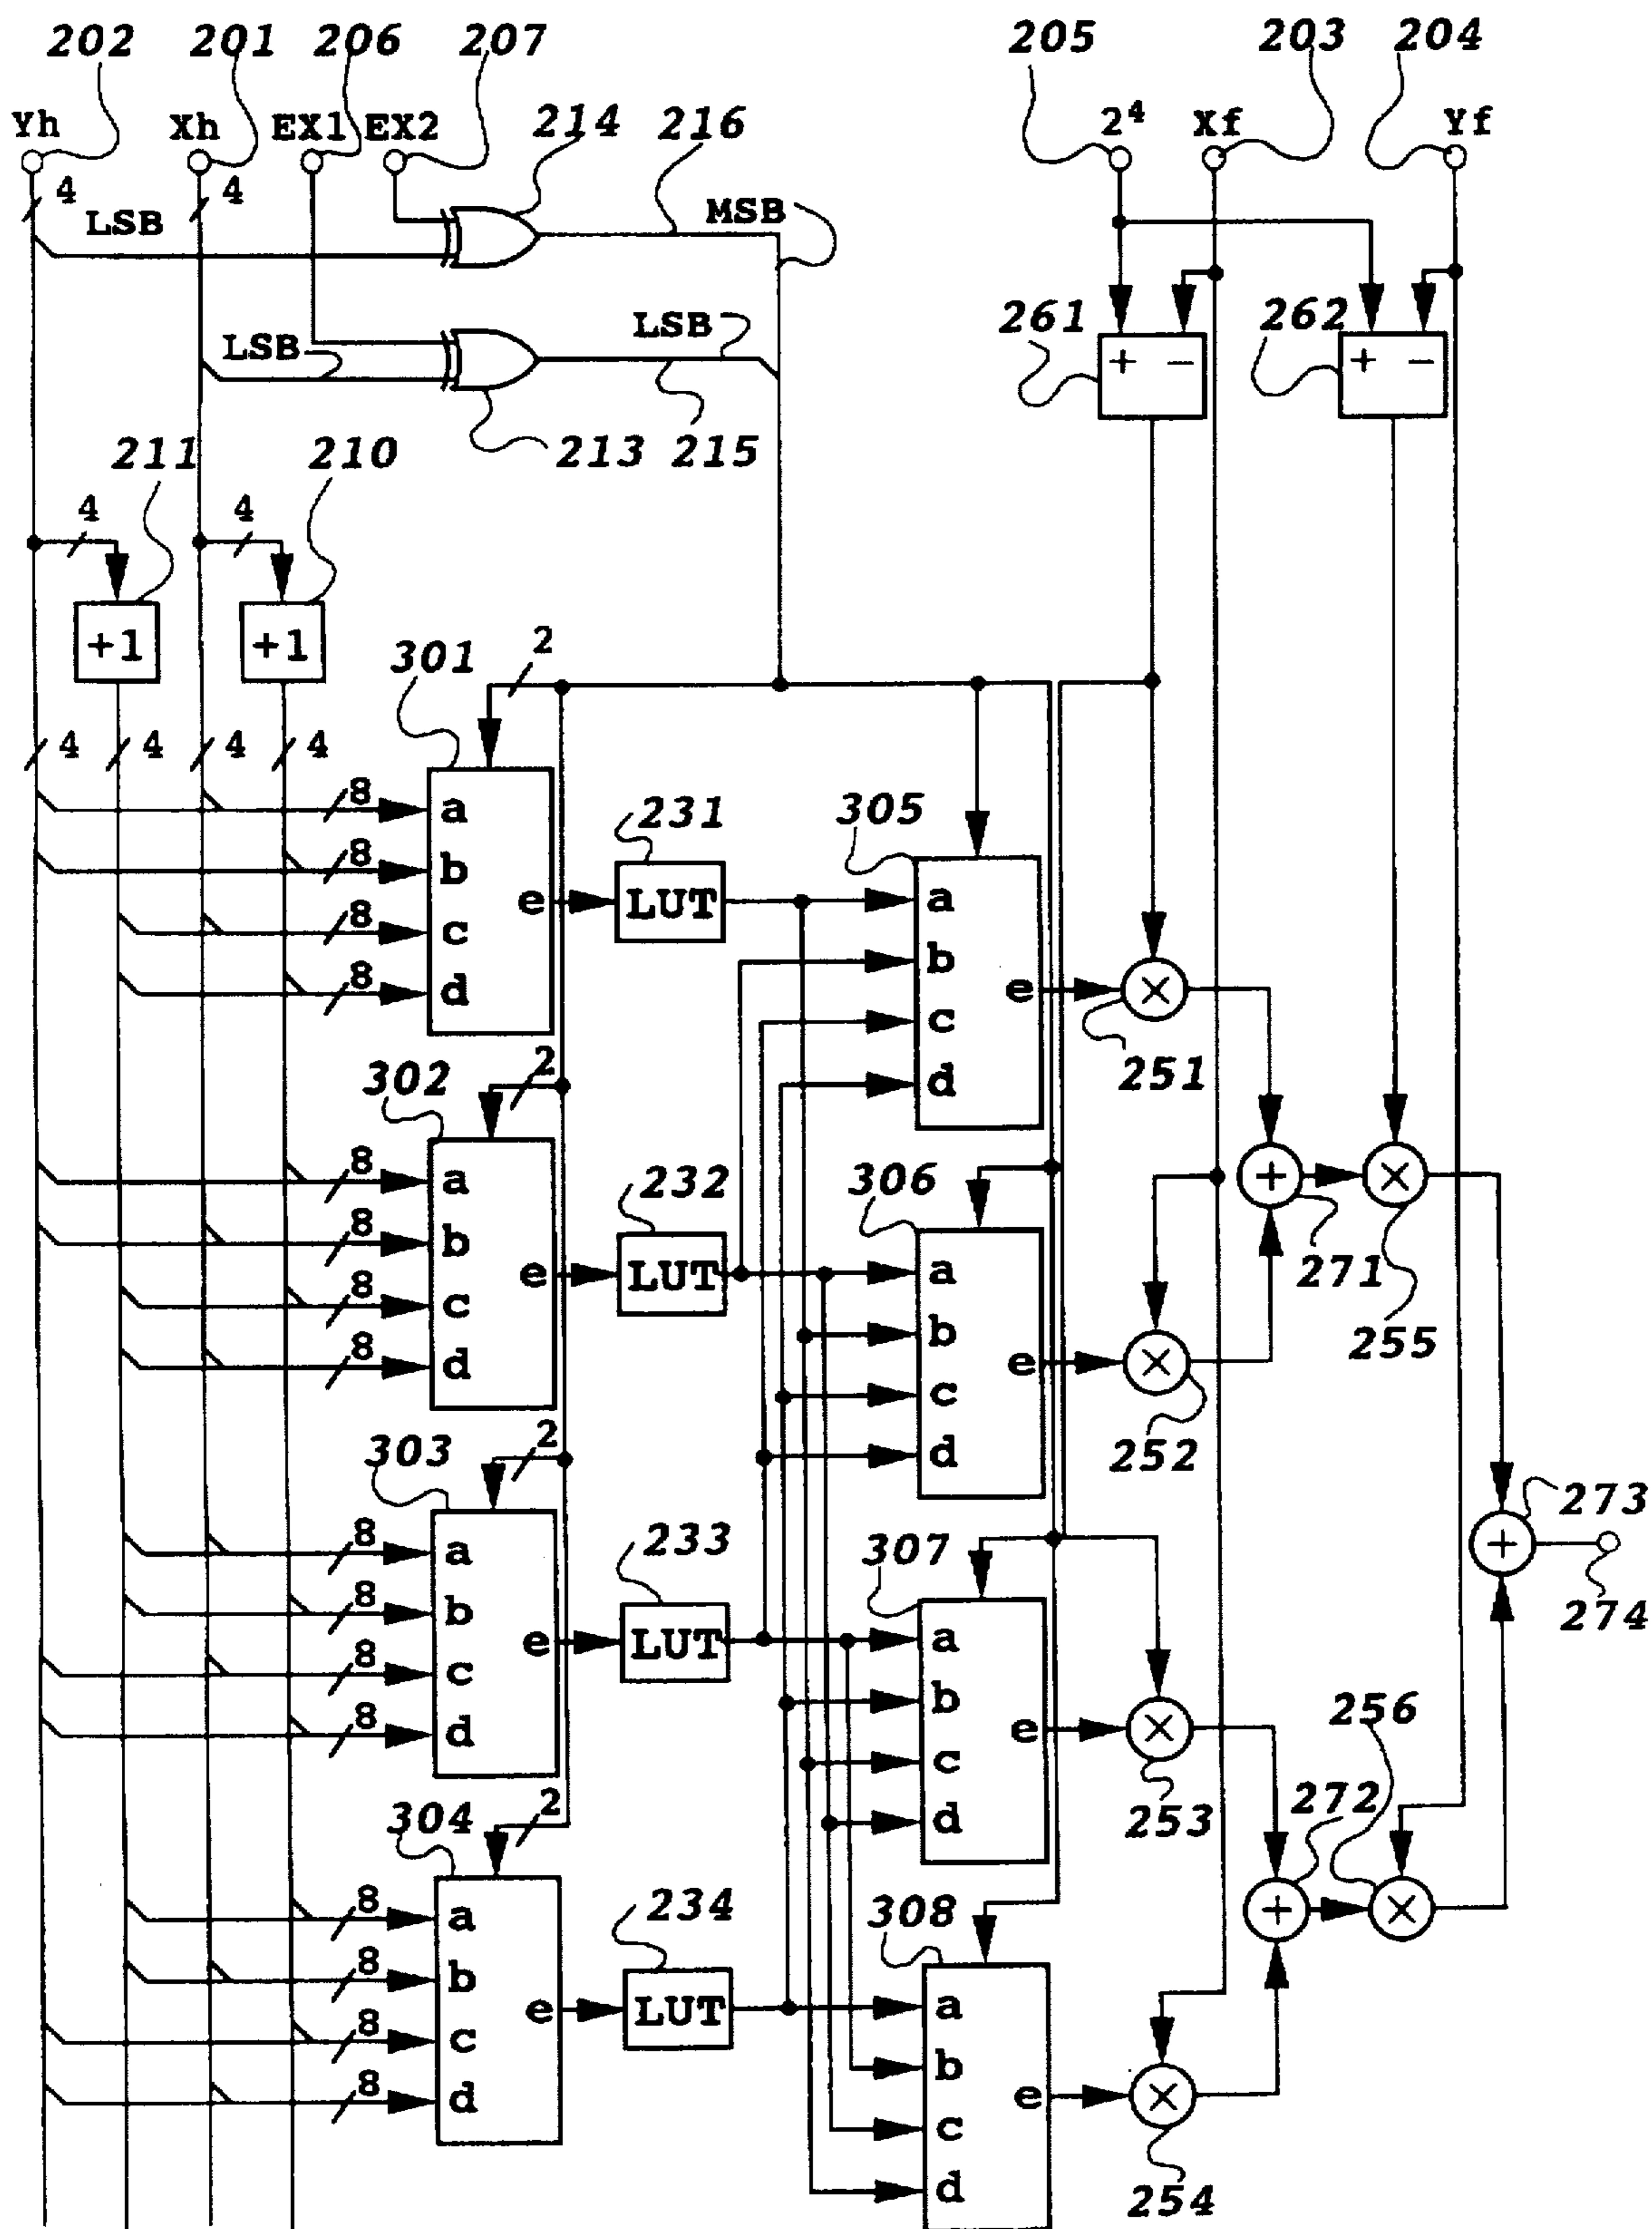 202 201 206 207 205 203 204
Yh Xh EX1 EX2 214 216 2⁴ Xf Yf
4 4
LSB MSB
261 262
LSB LSB + − + −
211 210 213 215
4 4
+1 +1
301 2
4 4 4 4
8 a 231 305
8 b LUT a
8 c e b
8 d e ×
c
302 2 d 251
8 a 232 306 + ×
8 b LUT a 271
8 c e b 255
8 d e ×
c
303 2 d 252
273
8 a 233 307 +
8 b LUT a 274
8 c e b 256
8 d e ×
c 253
304 2 d 272
8 a 234 308 + ×
8 b LUT a
8 c e b
8 d e ×
c
d 254